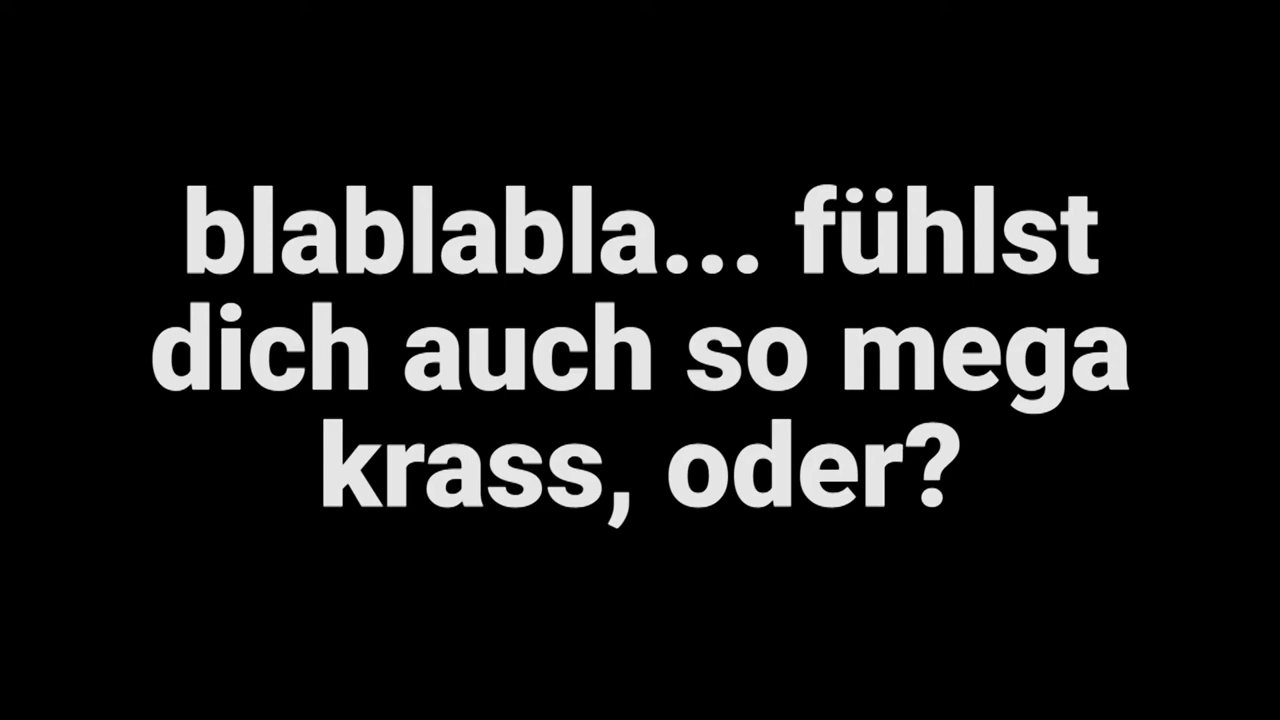 blablabla... fühlst
dich auch so mega
krass, oder?